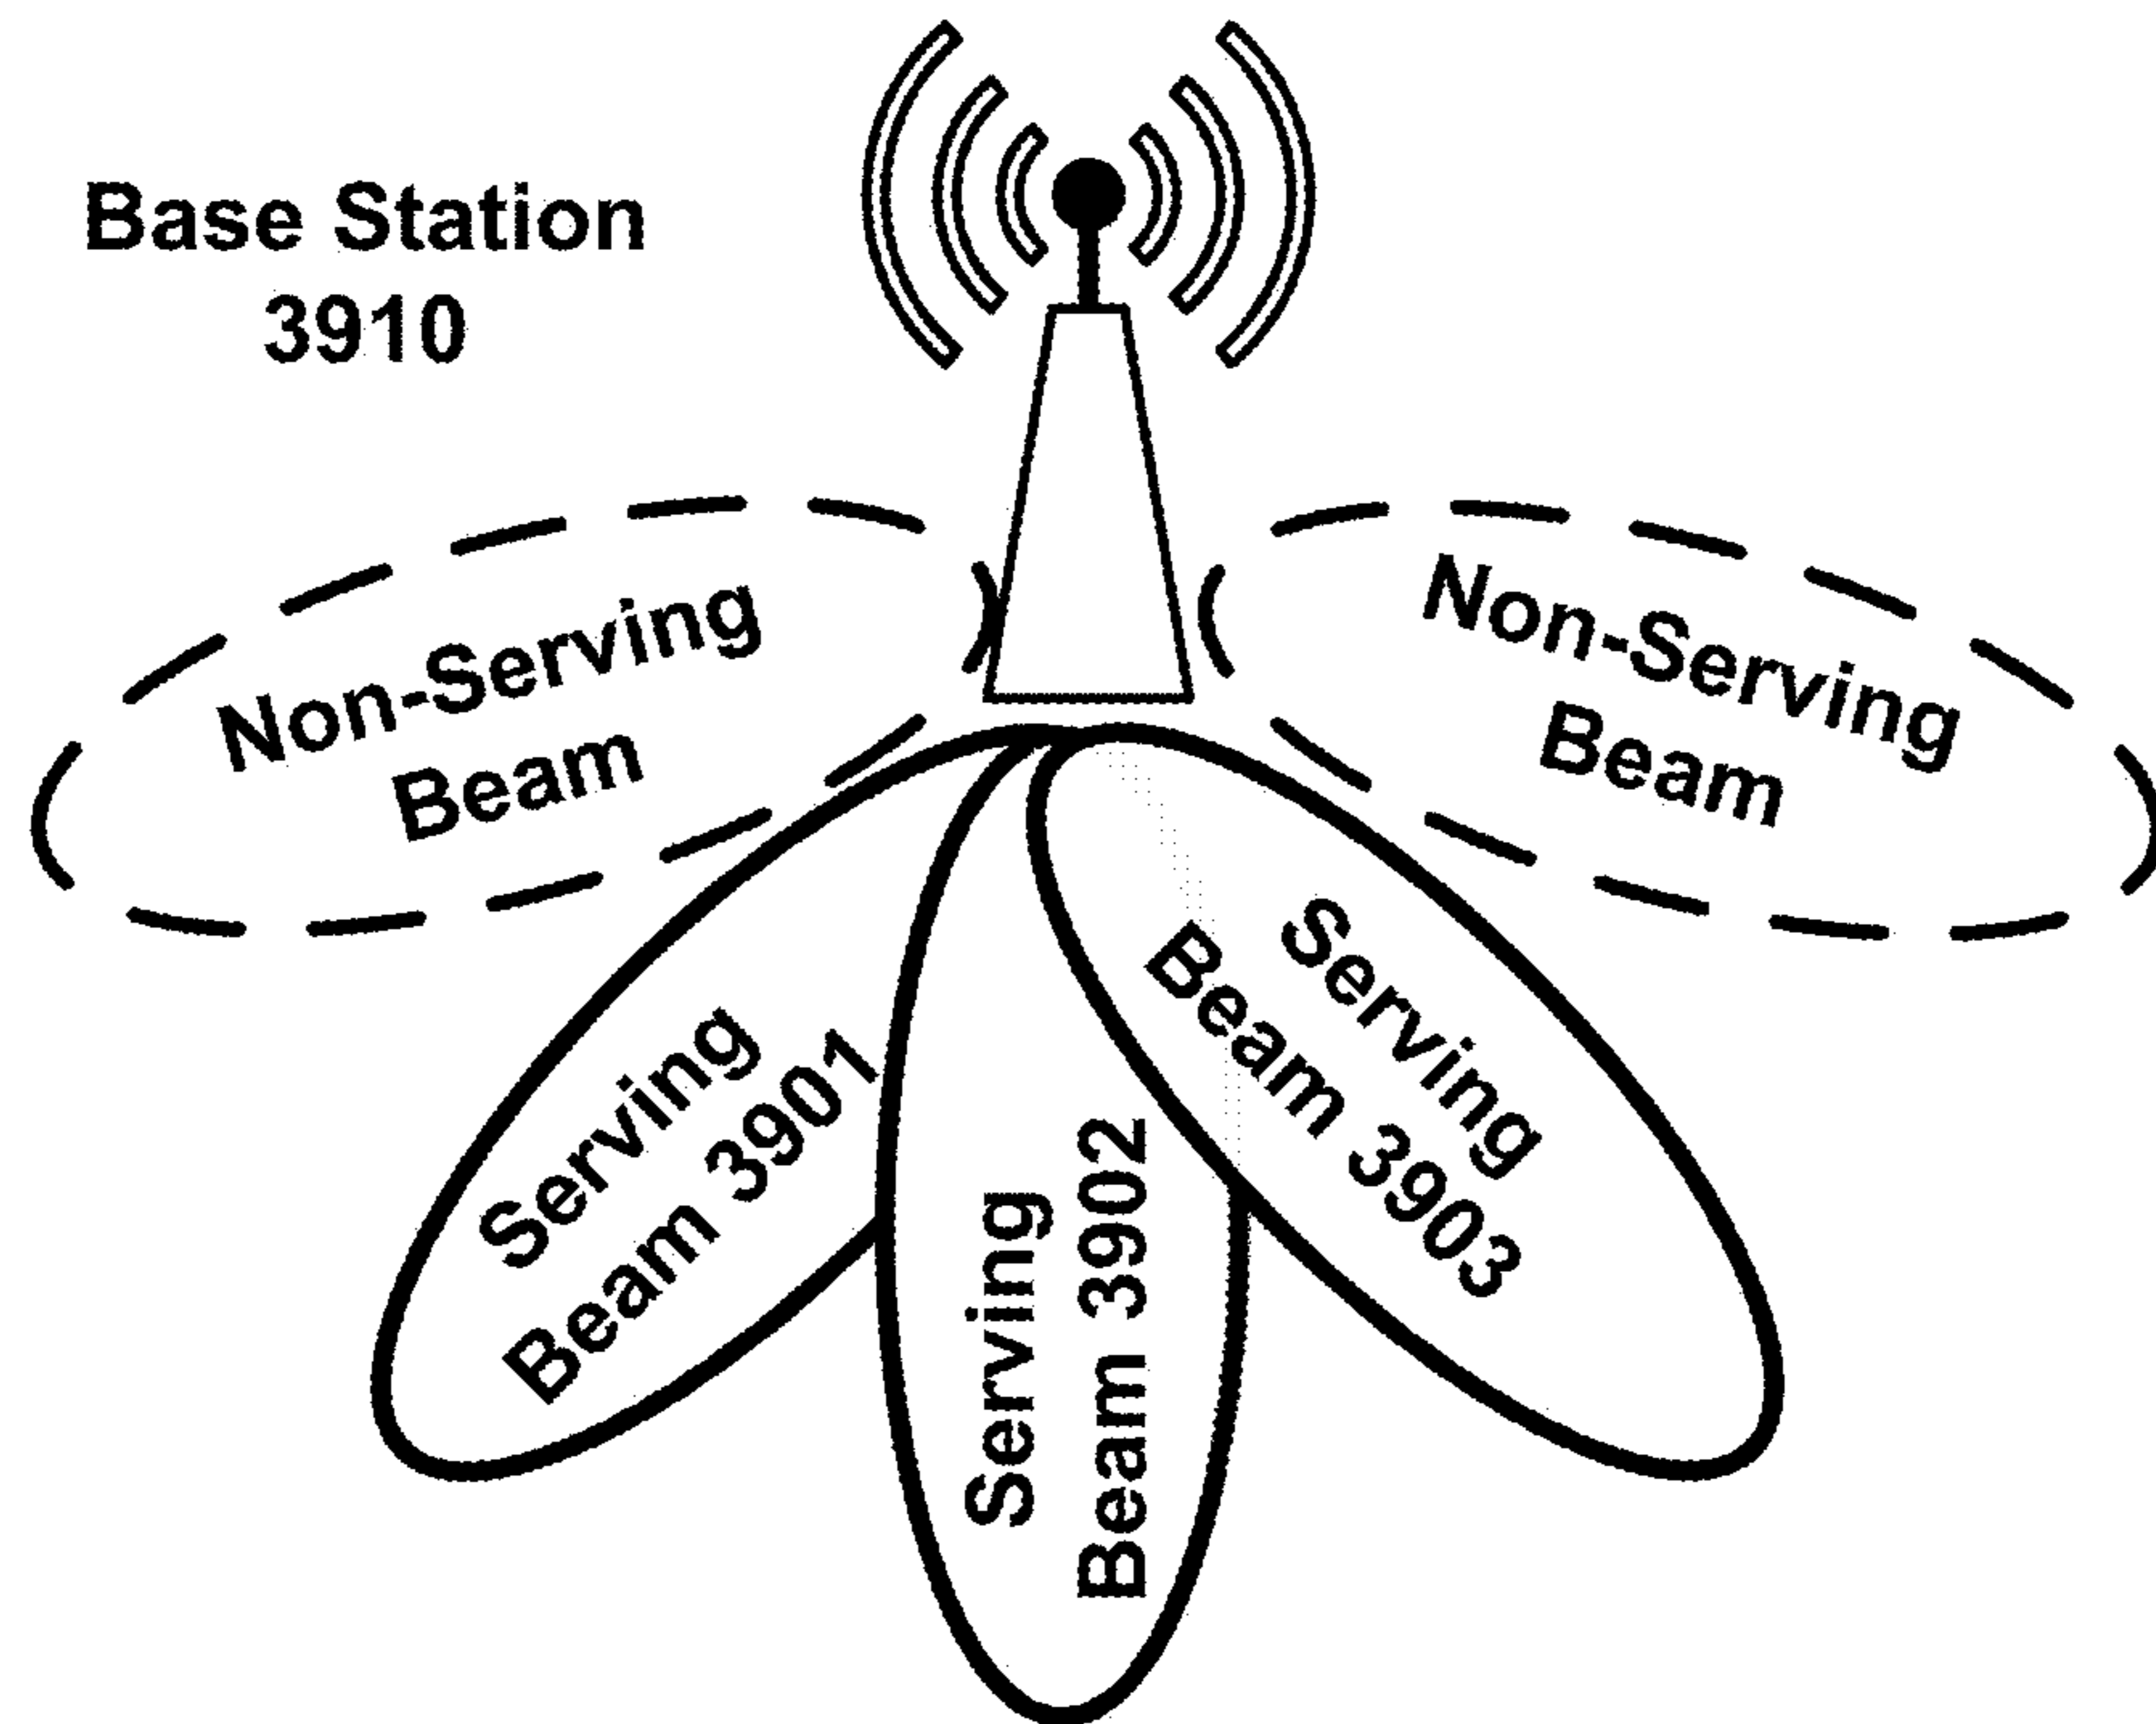 Base Station
3910
Non-Serving
Beam
Non-Serving
Beam
Serving
Beam 3901
Serving
Beam 3902
Serving
Beam 3903